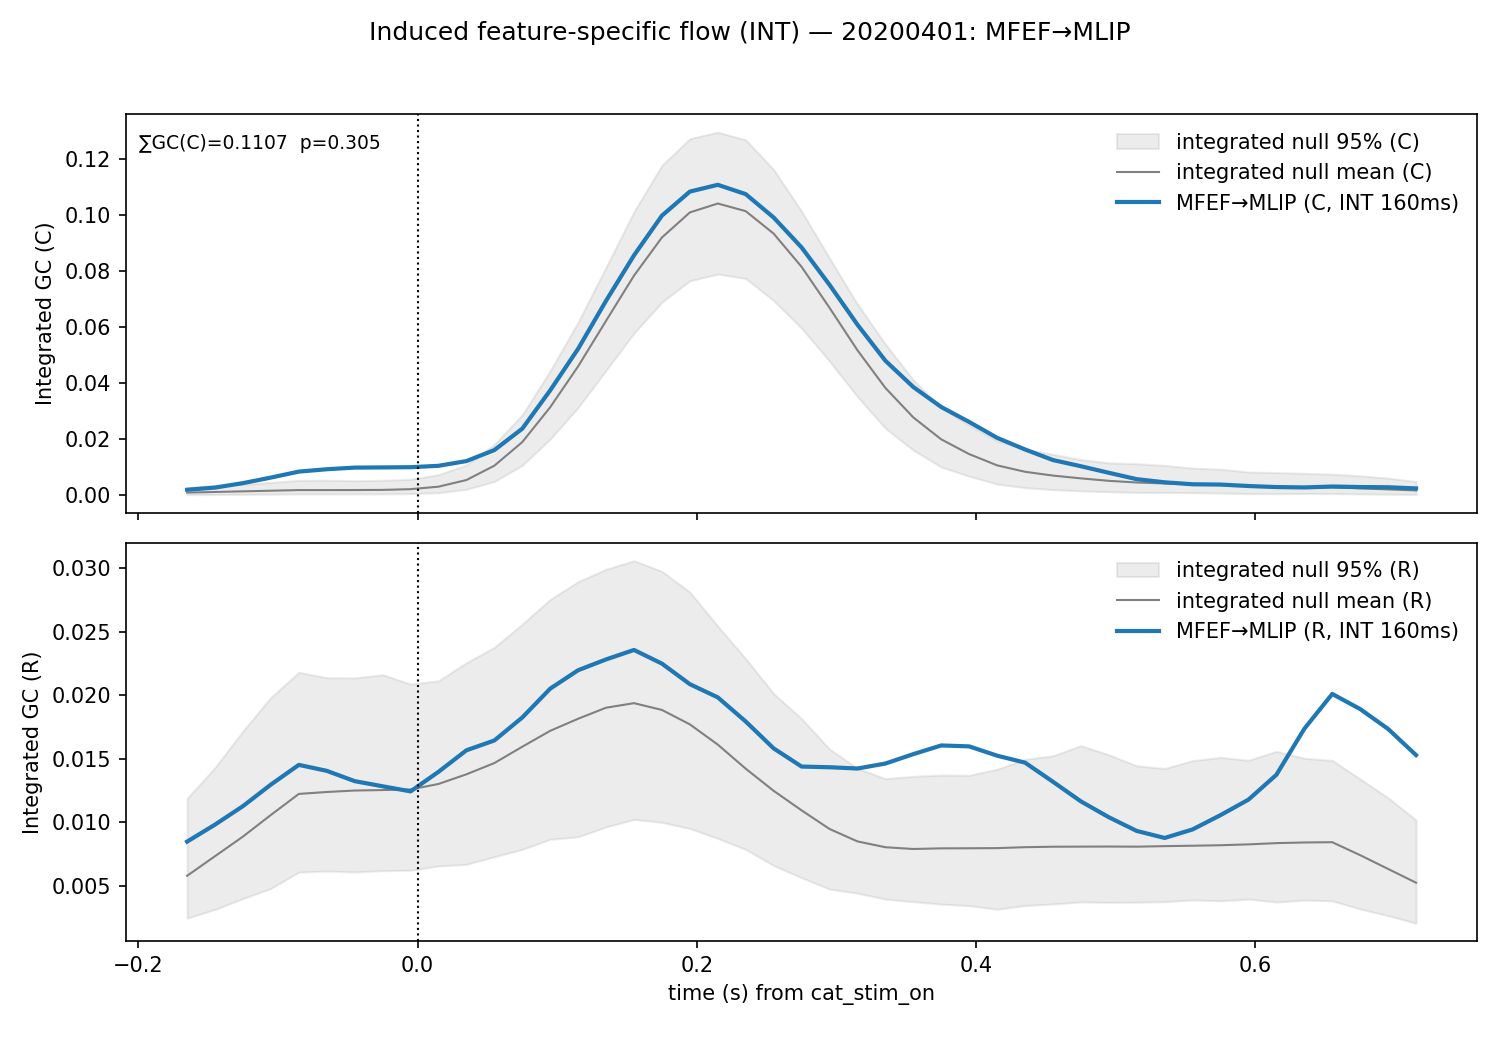 Induced feature-specific flow (INT) — 20200401: MFEF→MLIP
∑GC(C)=0.1107  p=0.305
integrated null 95% (C)
integrated null mean (C)
MFEF→MLIP (C, INT 160ms)
Integrated GC (C)
0.12
0.10
0.08
0.06
0.04
0.02
0.00
integrated null 95% (R)
integrated null mean (R)
MFEF→MLIP (R, INT 160ms)
Integrated GC (R)
0.030
0.025
0.020
0.015
0.010
0.005
−0.2
0.0
0.2
0.4
0.6
time (s) from cat_stim_on